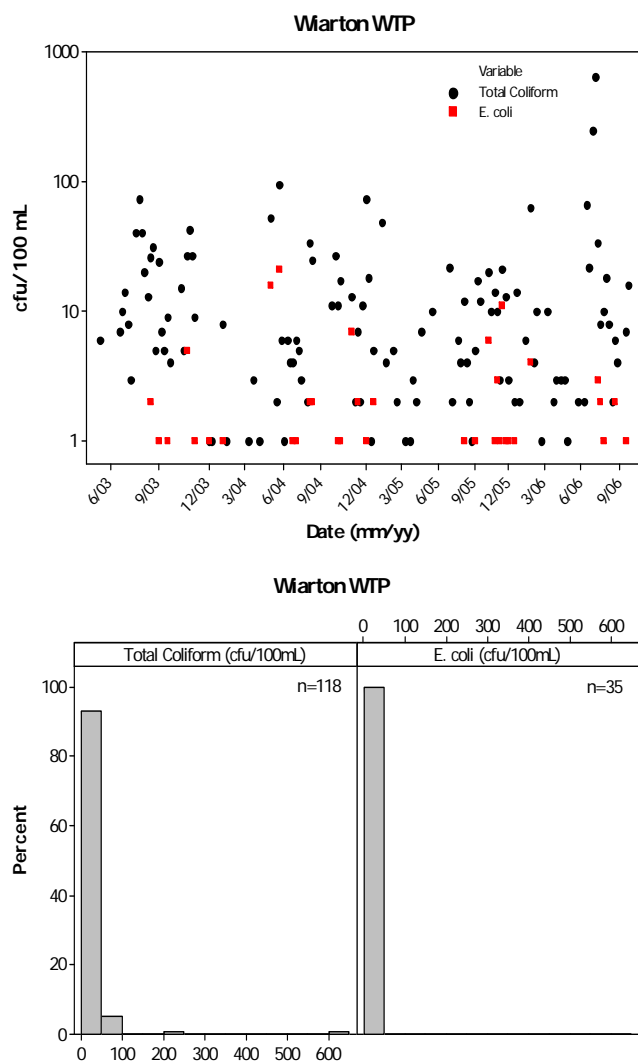 Wiarton WTP
1000
100
10
1
cfu/ 100 mL
Variable
Total Coliform
E. coli
6/03 9/03 12/03 3/04 6/04 9/04 12/04 3/05 6/05 9/05 12/05 3/06 6/06 9/06
Date (mm/yy)
Wiarton WTP
0 100 200 300 400 500 600
Total Coliform (cfu/100mL) E. coli (cfu/100mL)
n=118 n=35
100
80
60
40
20
0
Percent
0 100 200 300 400 500 600